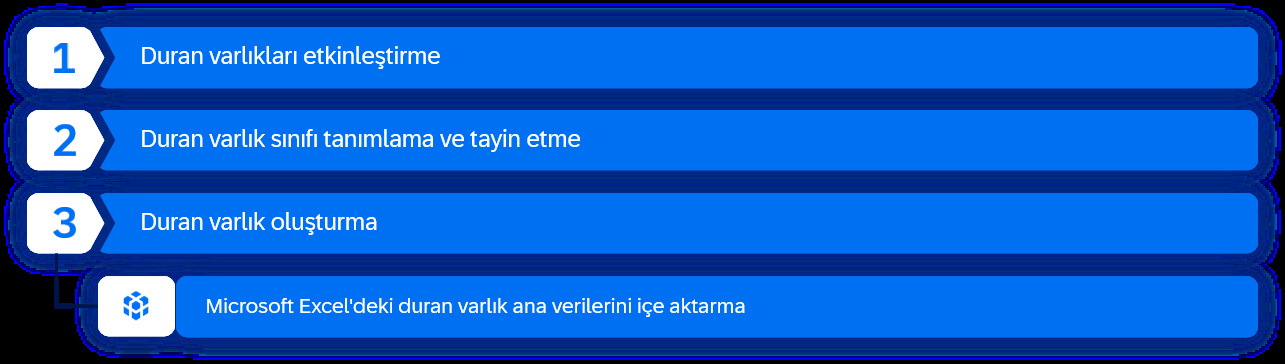 1 Duran varlıkları etkinleştirme
2 Duran varlık sınıfı tanımlama ve tayin etme
3 Duran varlık oluşturma
Microsoft Excel'deki duran varlık ana verilerini içe aktarma